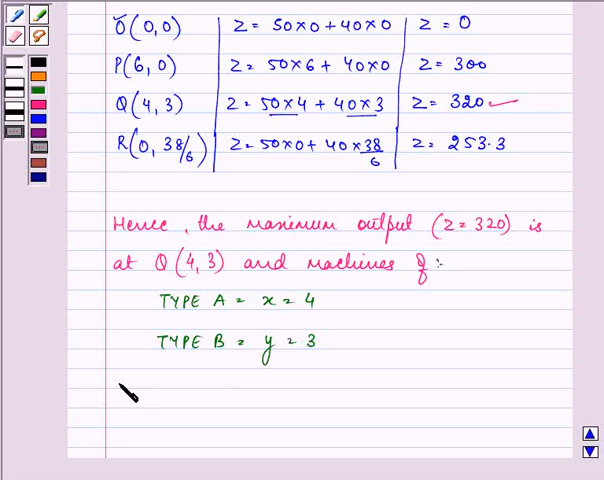 O(0,0) | Z = 50×0 + 40×0 | Z = 0
P(6,0) | Z = 50×6 + 40×0 | Z = 300
Q(4,3) | Z = 50×4 + 40×3 | Z = 320
R(0, 38/6) | Z = 50×0 + 40×38/6 | Z = 253.3
Hence, the maximum output (Z = 320) is
at Q(4,3) and machines of :
TYPE A = x = 4
TYPE B = y = 3